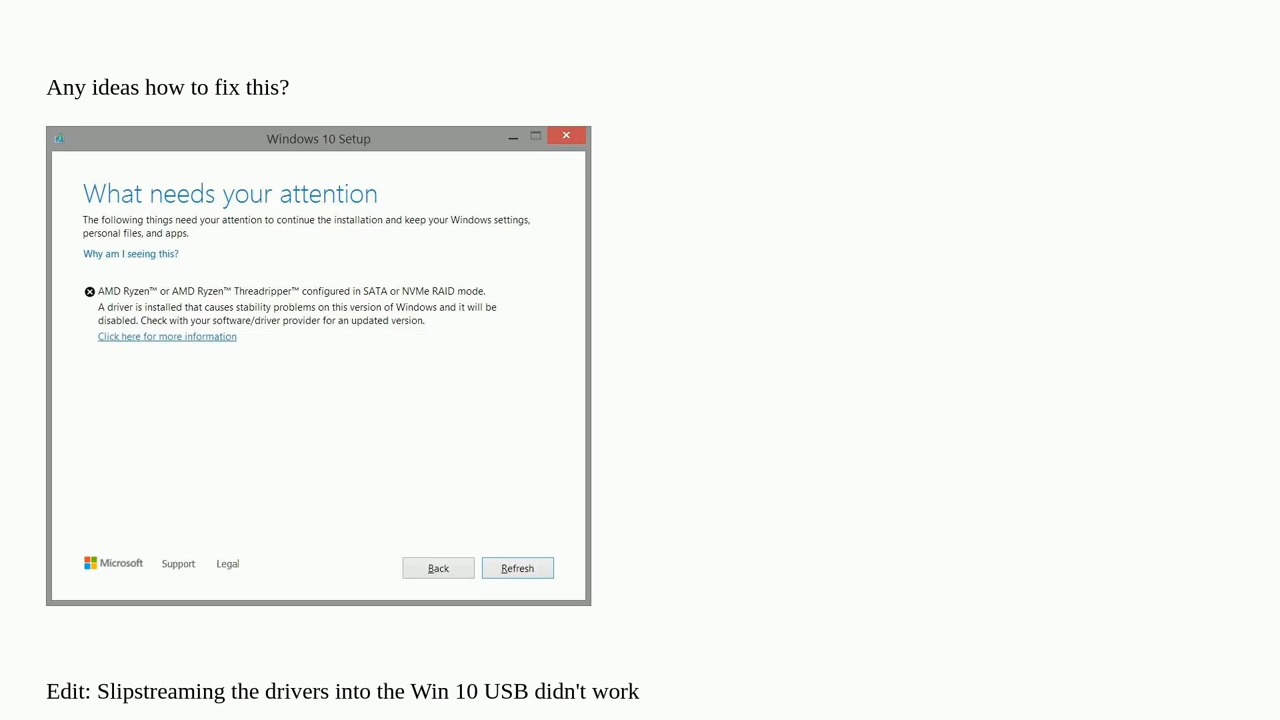 Any ideas how to fix this?
Windows 10 Setup
What needs your attention
The following things need your attention to continue the installation and keep your Windows settings,
personal files, and apps.
Why am I seeing this?
AMD Ryzen™ or AMD Ryzen™ Threadripper™ configured in SATA or NVMe RAID mode.
A driver is installed that causes stability problems on this version of Windows and it will be
disabled. Check with your software/driver provider for an updated version.
Click here for more information
Microsoft Support Legal Back Refresh
Edit: Slipstreaming the drivers into the Win 10 USB didn't work